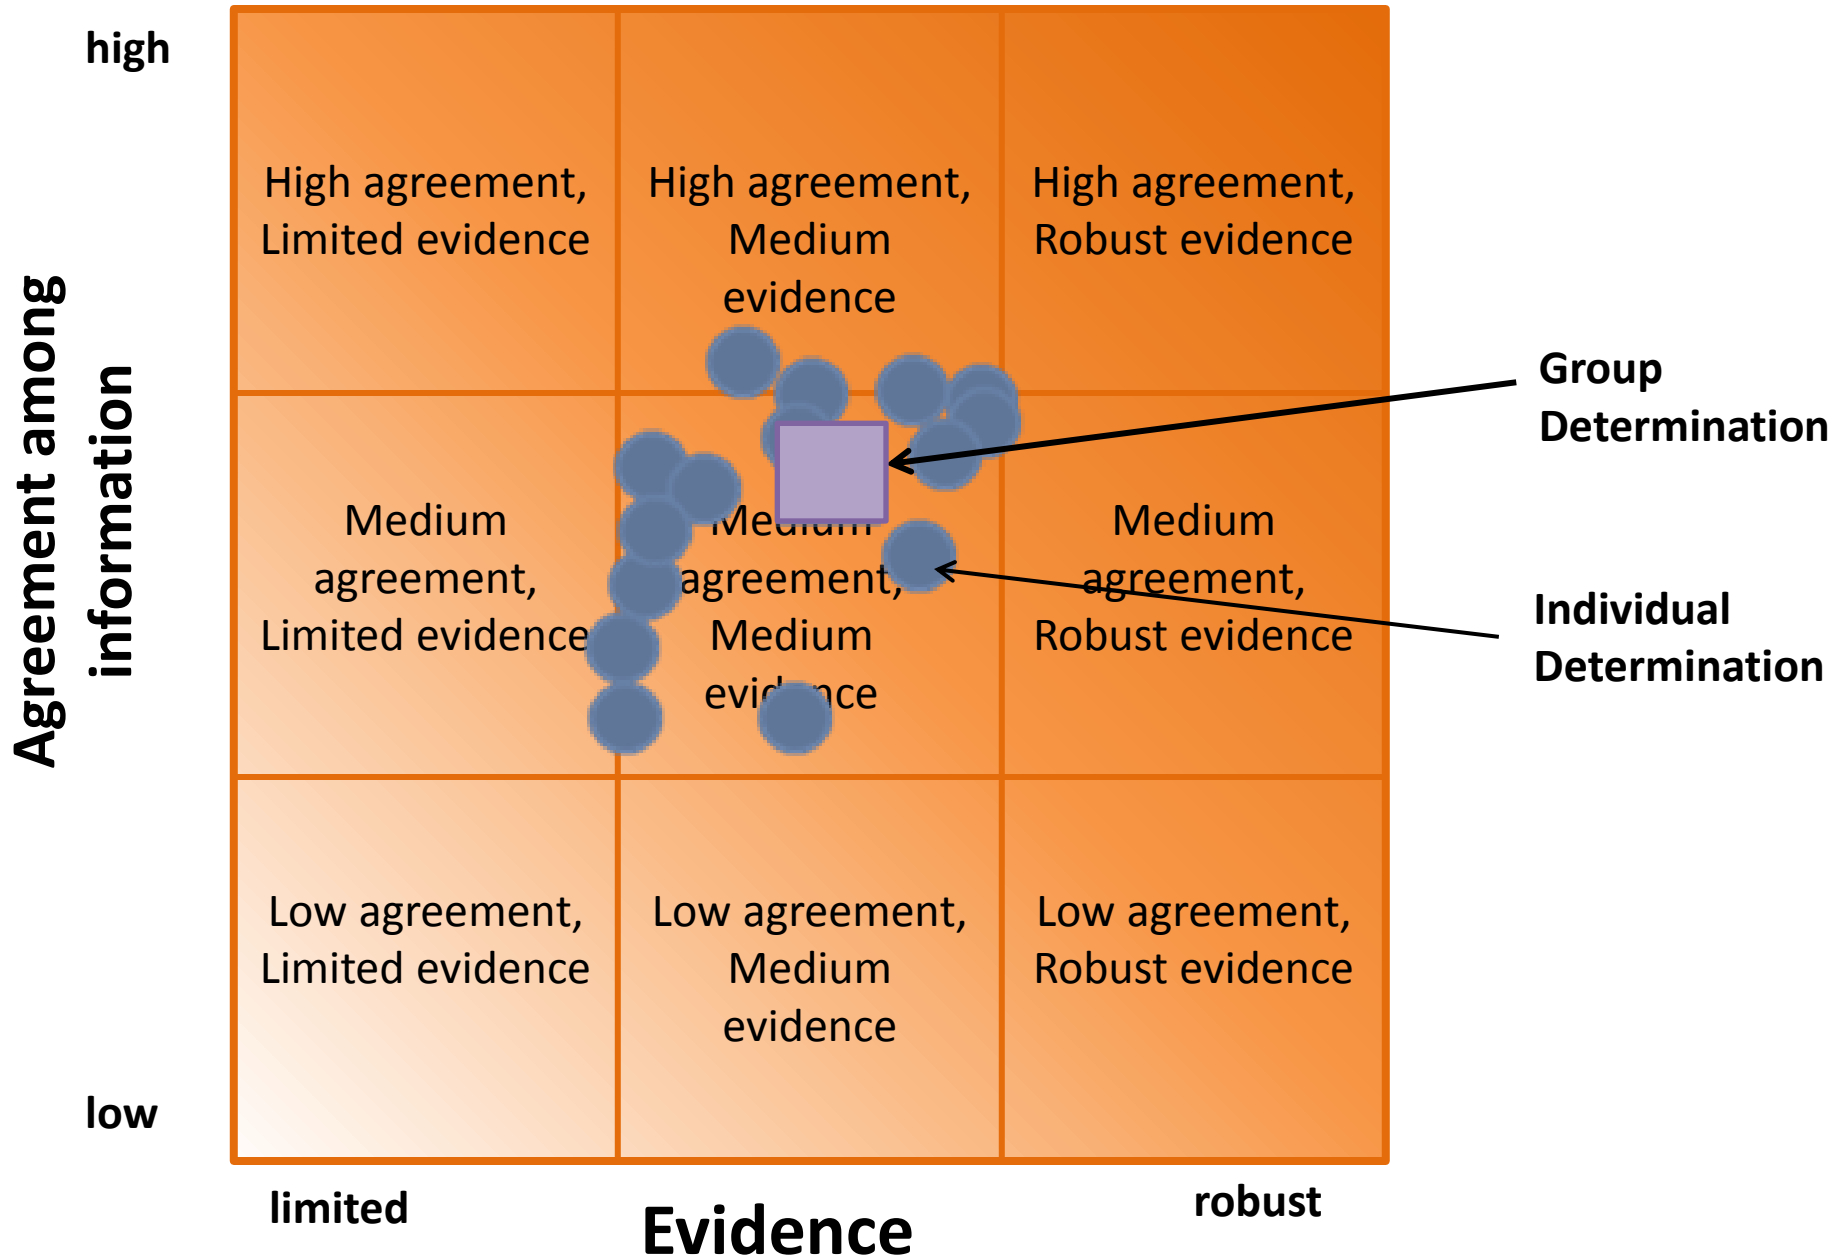 high
Agreement among
information
High agreement,
Limited evidence
High agreement,
Medium
evidence
High agreement,
Robust evidence
Medium
agreement,
Limited evidence
Medium
agreement,
Medium
evidence
Medium
agreement,
Robust evidence
Low agreement,
Limited evidence
Low agreement,
Medium
evidence
Low agreement,
Robust evidence
Group
Determination
Individual
Determination
low
limited
Evidence
robust